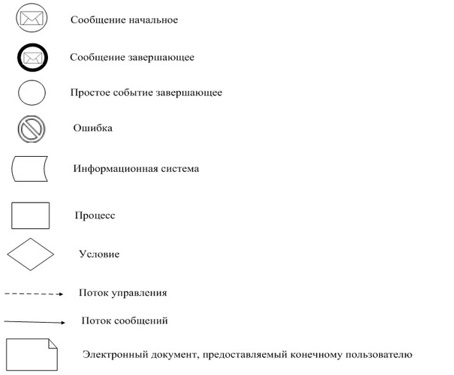 Сообщение начальное
Сообщение завершающее
Простое событие завершающее
Ошибка
Информационная система
Процесс
Условие
Поток управления
Поток сообщений
Электронный документ, предоставляемый конечному пользователю